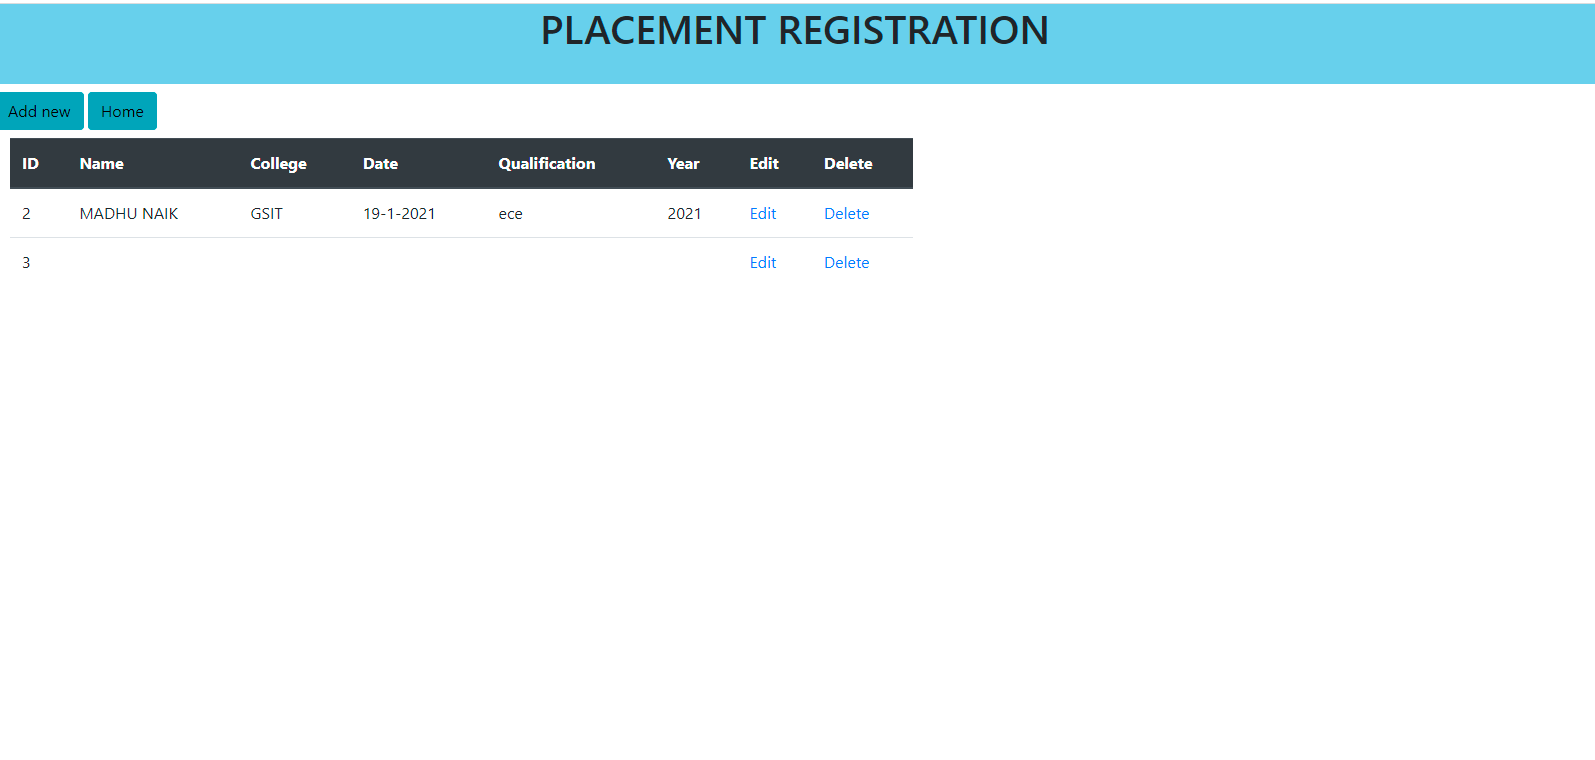 PLACEMENT REGISTRATION
Add new Home
ID Name College Date Qualification Year Edit Delete
2 MADHU NAIK GSIT 19-1-2021 ece 2021 Edit Delete
3 Edit Delete